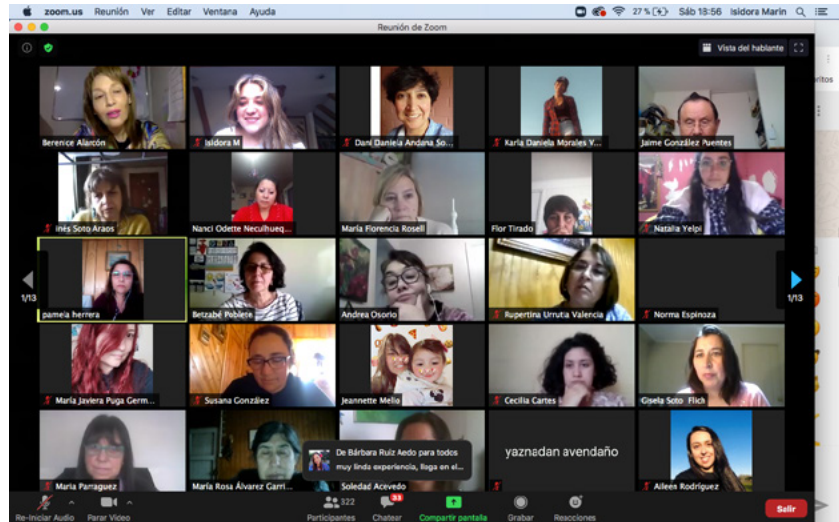 zoom.us Reunión Ver Editar Ventana Ayuda 27 % Sáb 18:56 Isidora Marin
Reunión de Zoom
Vista del hablante
ritos
Berenice Alarcón
Isidora M
Dani Daniela Andana So...
Karla Daniela Morales V...
Jaime González Puentes
Inés Soto Araos
Nanci Odette Neculhueq...
María Florencia Rosell
Flor Tirado
Natalia Yelpi
1/13
pamela herrera
Betzabé Poblete
Andrea Osorio
Rupertina Urrutia Valencia
Norma Espinoza
1/13
María Javiera Puga Germ...
Susana González
Jeannette Melio
Cecilia Cartes
Gisela Soto Flich
De Bárbara Ruiz Aedo para todos
muy linda experiencia, llega en el...
yaznadan avendaño
Maria Parraguez
María Rosa Álvarez Garri...
Soledad Acevedo
Ailees Rodríguez
322
33
Re-Iniciar Audio
Parar Video
Participantes
Chatear
Compartir pantalla
Grabar
Reacciones
Salir